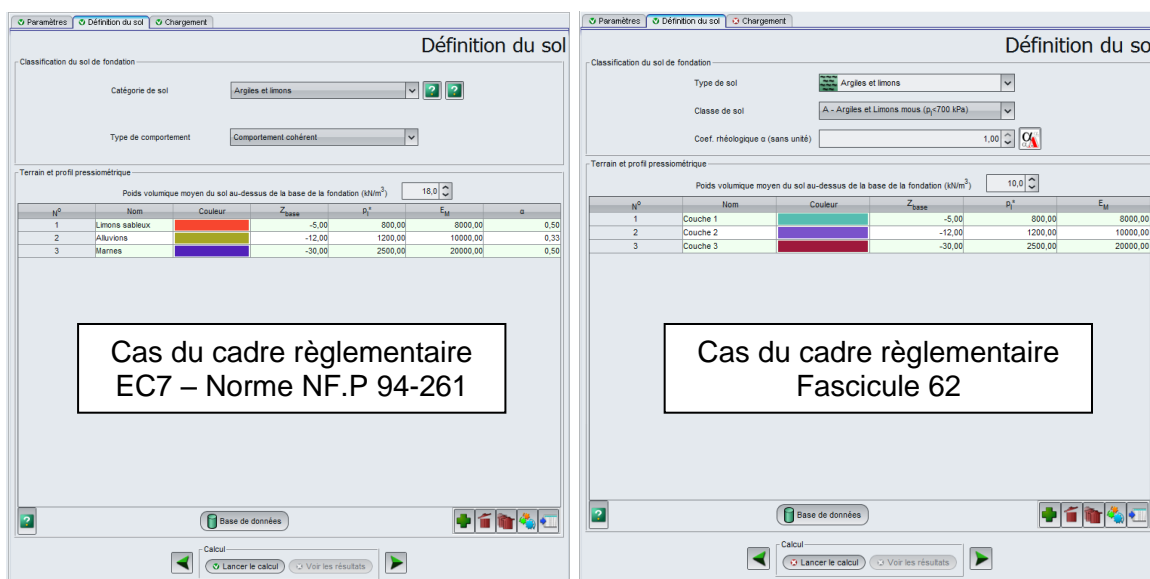 Paramètres Définition du sol Chargement
Définition du sol
Classification du sol de fondation
Catégorie de sol Argiles et limons ? ?
Type de comportement Comportement cohérent
Terrain et profil pressiométrique
Poids volumique moyen du sol au-dessus de la base de la fondation (kN/m³) 18,0
N° Nom Couleur Z_base p_l* E_M α
1 Limons sableux -5,00 800,00 8000,00 0,50
2 Alluvions -12,00 1200,00 10000,00 0,33
3 Marnes -30,00 2500,00 20000,00 0,50
Cas du cadre règlementaire
EC7 – Norme NF.P 94-261
? Base de données
Calcul
Lancer le calcul Voir les résultats
Paramètres Définition du sol Chargement
Définition du so
Classification du sol de fondation
Type de sol Argiles et limons
Classe de sol A - Argiles et Limons mous (p_l<700 kPa)
Coef. rhéologique α (sans unité) 1,00 α
Terrain et profil pressiométrique
Poids volumique moyen du sol au-dessus de la base de la fondation (kN/m³) 10,0
N° Nom Couleur Z_base p_l* E_M
1 Couche 1 -5,00 800,00 8000,00
2 Couche 2 -12,00 1200,00 10000,00
3 Couche 3 -30,00 2500,00 20000,00
Cas du cadre règlementaire
Fascicule 62
? Base de données
Calcul
Lancer le calcul Voir les résultats